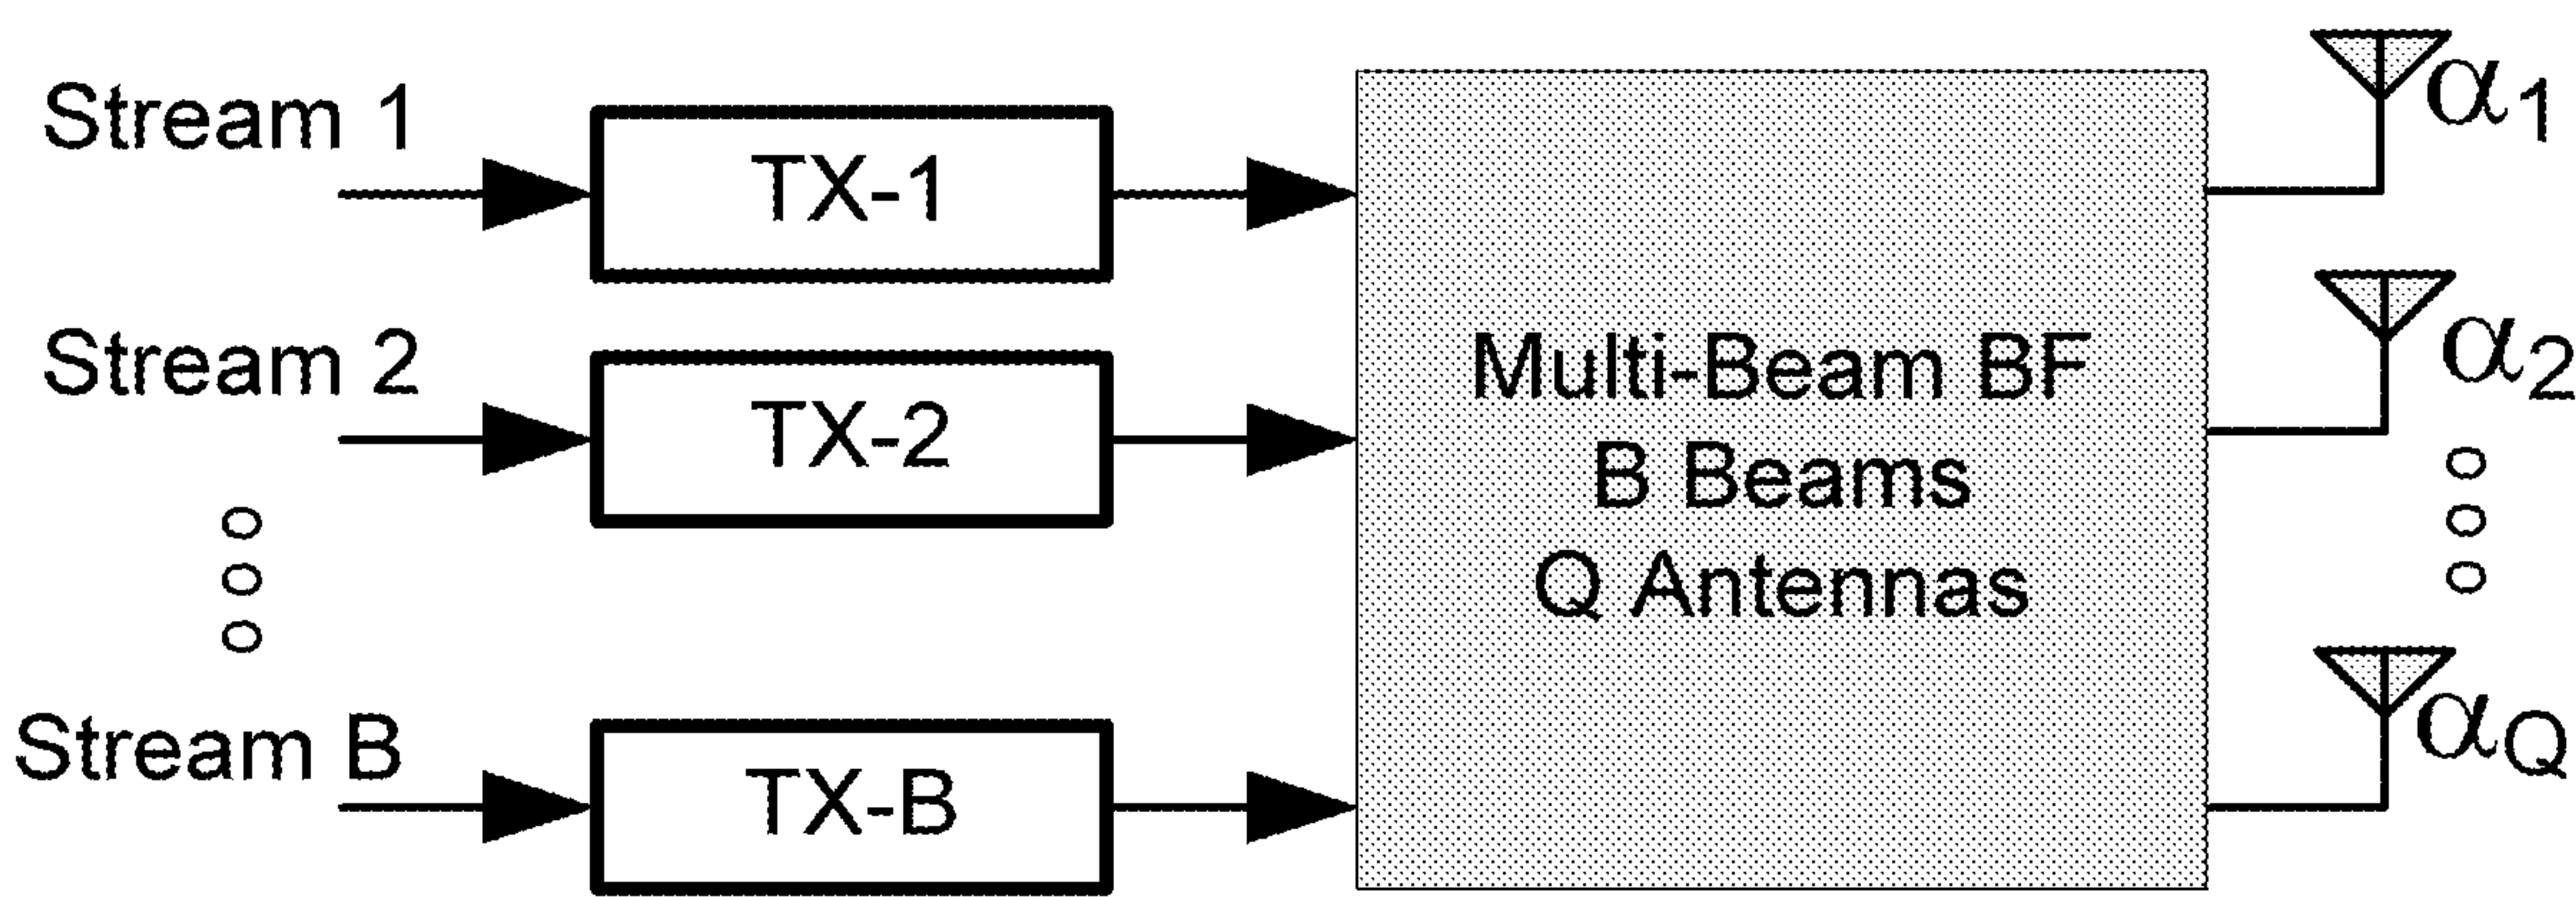 Stream 1
TX-1
α1
Stream 2
TX-2
α2
Multi-Beam BF
B Beams
Q Antennas
Stream B
TX-B
αQ